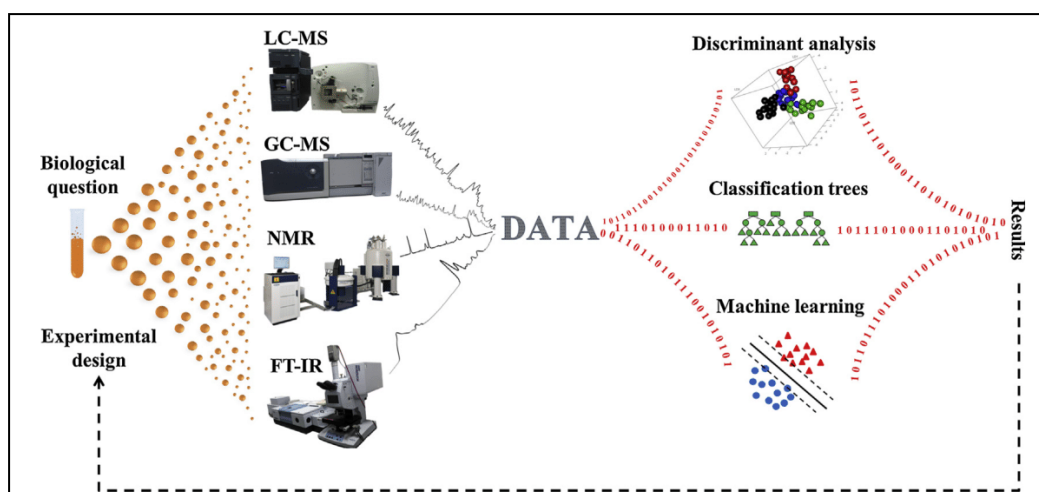 LC-MS
GC-MS
NMR
FT-IR
Biological
question
Experimental
design
DATA
Discriminant analysis
Classification trees
Machine learning
Results